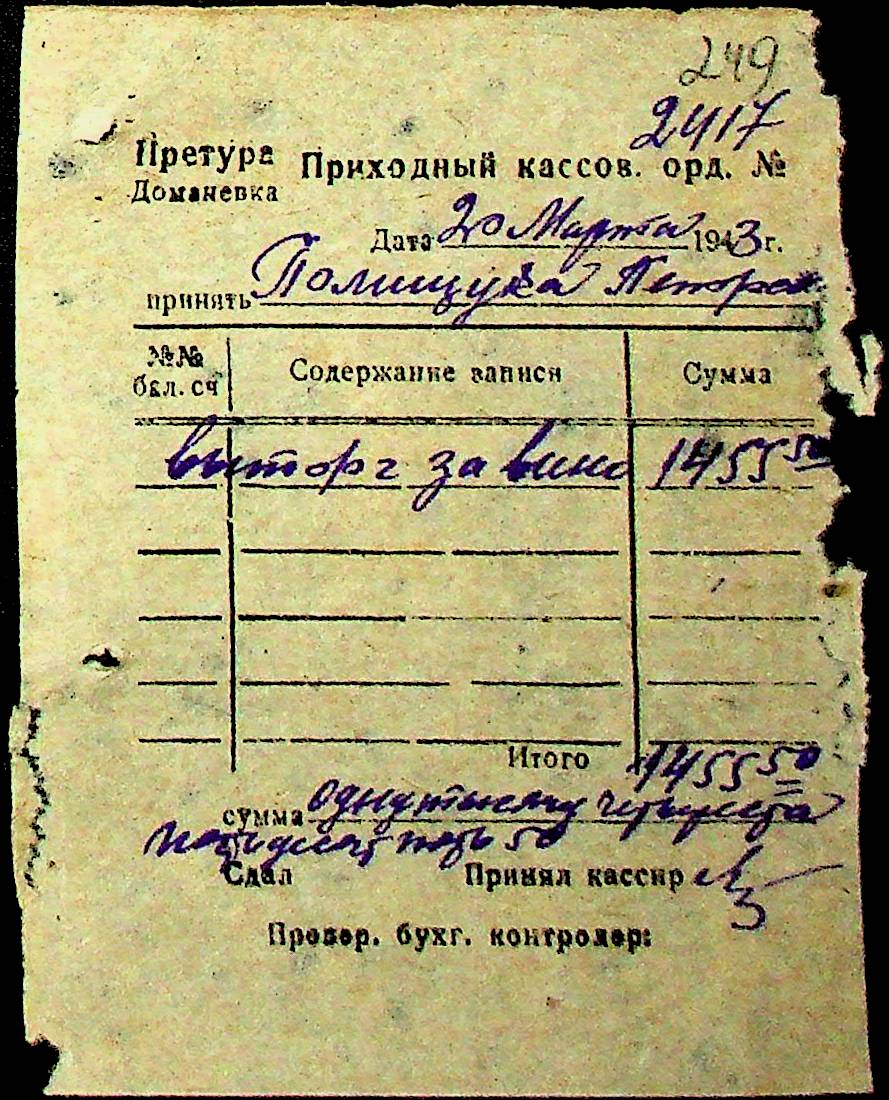 249
2417
Претура Приходный кассов. орд. №
Доманевка
Дата 20 Марта 1943 г.
принять Полищука Петра
№№ бкл. сч Содержание записи Сумма
выторг за вино 1455 50
Итого 1455 50
сумма одну тысячу четыреста
пятьдесят пять 50
Сдал Принял кассир
Провер. бухг. контролер: